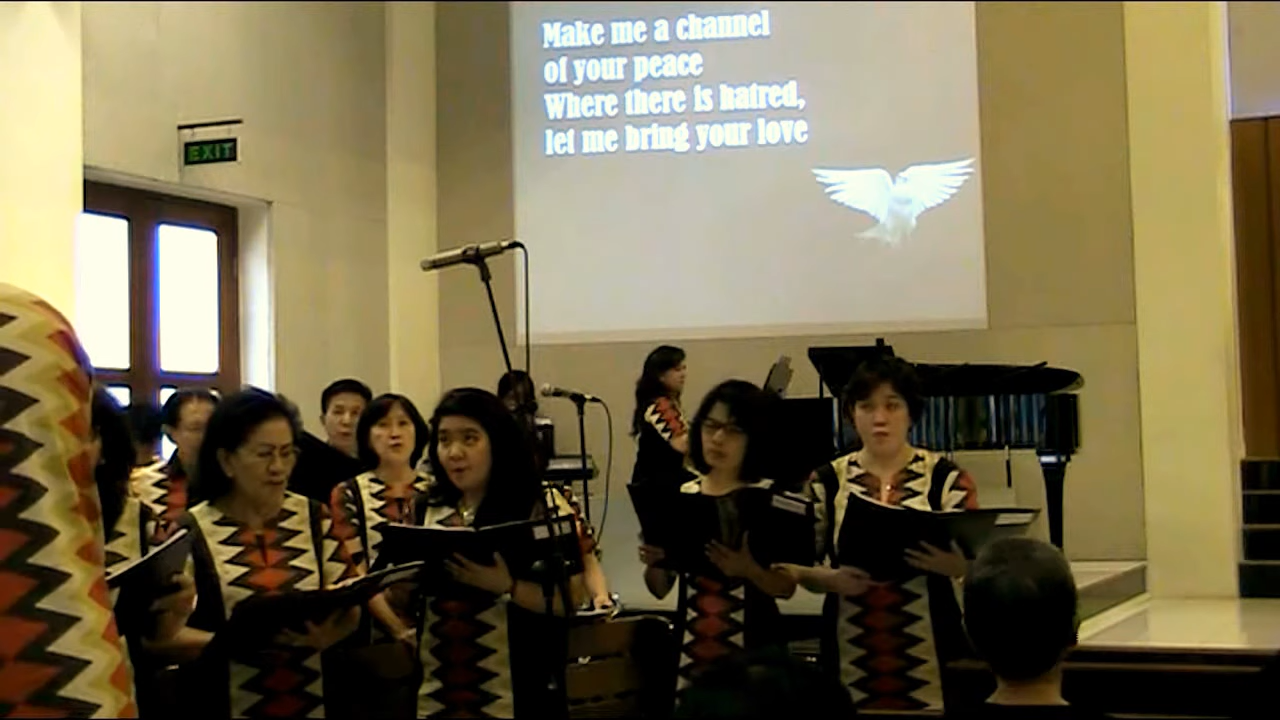 Make me a channel
of your peace
Where there is hatred,
let me bring your love
EXIT